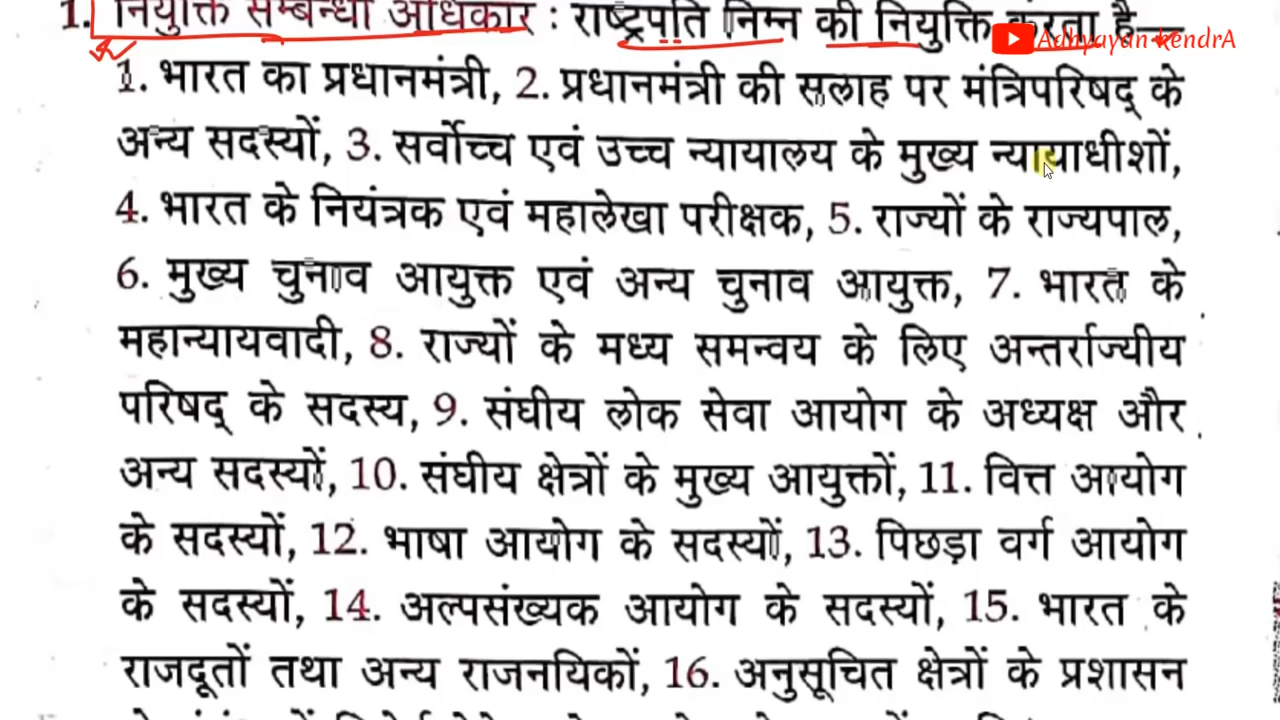 1. नियुक्ति सम्बन्धी अधिकार : राष्ट्रपति निम्न की नियुक्ति करता है—
Adhyayan kendrA
1. भारत का प्रधानमंत्री, 2. प्रधानमंत्री की सलाह पर मंत्रिपरिषद् के
अन्य सदस्यों, 3. सर्वोच्च एवं उच्च न्यायालय के मुख्य न्यायाधीशों,
4. भारत के नियंत्रक एवं महालेखा परीक्षक, 5. राज्यों के राज्यपाल,
6. मुख्य चुनाव आयुक्त एवं अन्य चुनाव आयुक्त, 7. भारत के
महान्यायवादी, 8. राज्यों के मध्य समन्वय के लिए अन्तर्राज्यीय
परिषद् के सदस्य, 9. संघीय लोक सेवा आयोग के अध्यक्ष और
अन्य सदस्यों, 10. संघीय क्षेत्रों के मुख्य आयुक्तों, 11. वित्त आयोग
के सदस्यों, 12. भाषा आयोग के सदस्यों, 13. पिछड़ा वर्ग आयोग
के सदस्यों, 14. अल्पसंख्यक आयोग के सदस्यों, 15. भारत के
राजदूतों तथा अन्य राजनयिकों, 16. अनुसूचित क्षेत्रों के प्रशासन